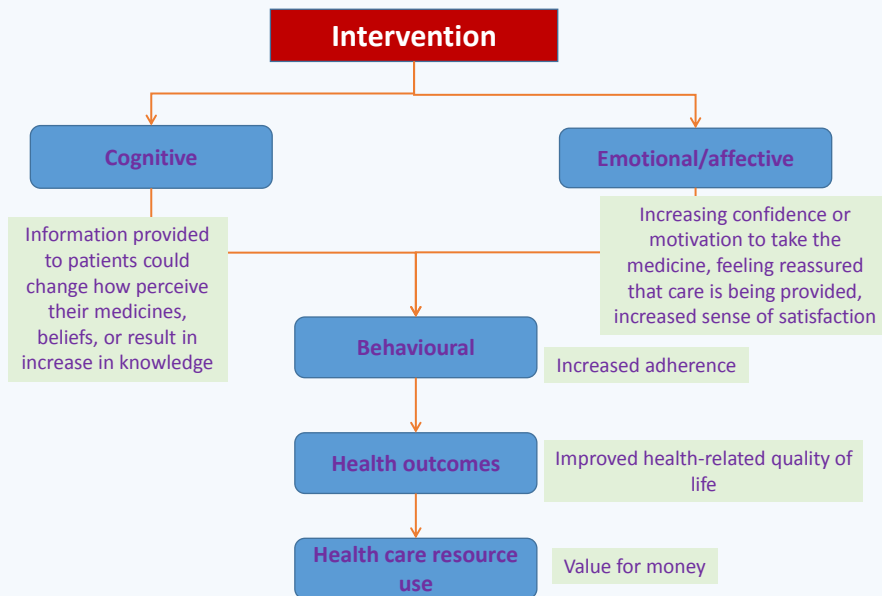 Intervention
Cognitive
Emotional/affective
Information provided
to patients could
change how perceive
their medicines,
beliefs, or result in
increase in knowledge
Increasing confidence or
motivation to take the
medicine, feeling reassured
that care is being provided,
increased sense of satisfaction
Behavioural
Increased adherence
Health outcomes
Improved health-related quality of
life
Health care resource
use
Value for money